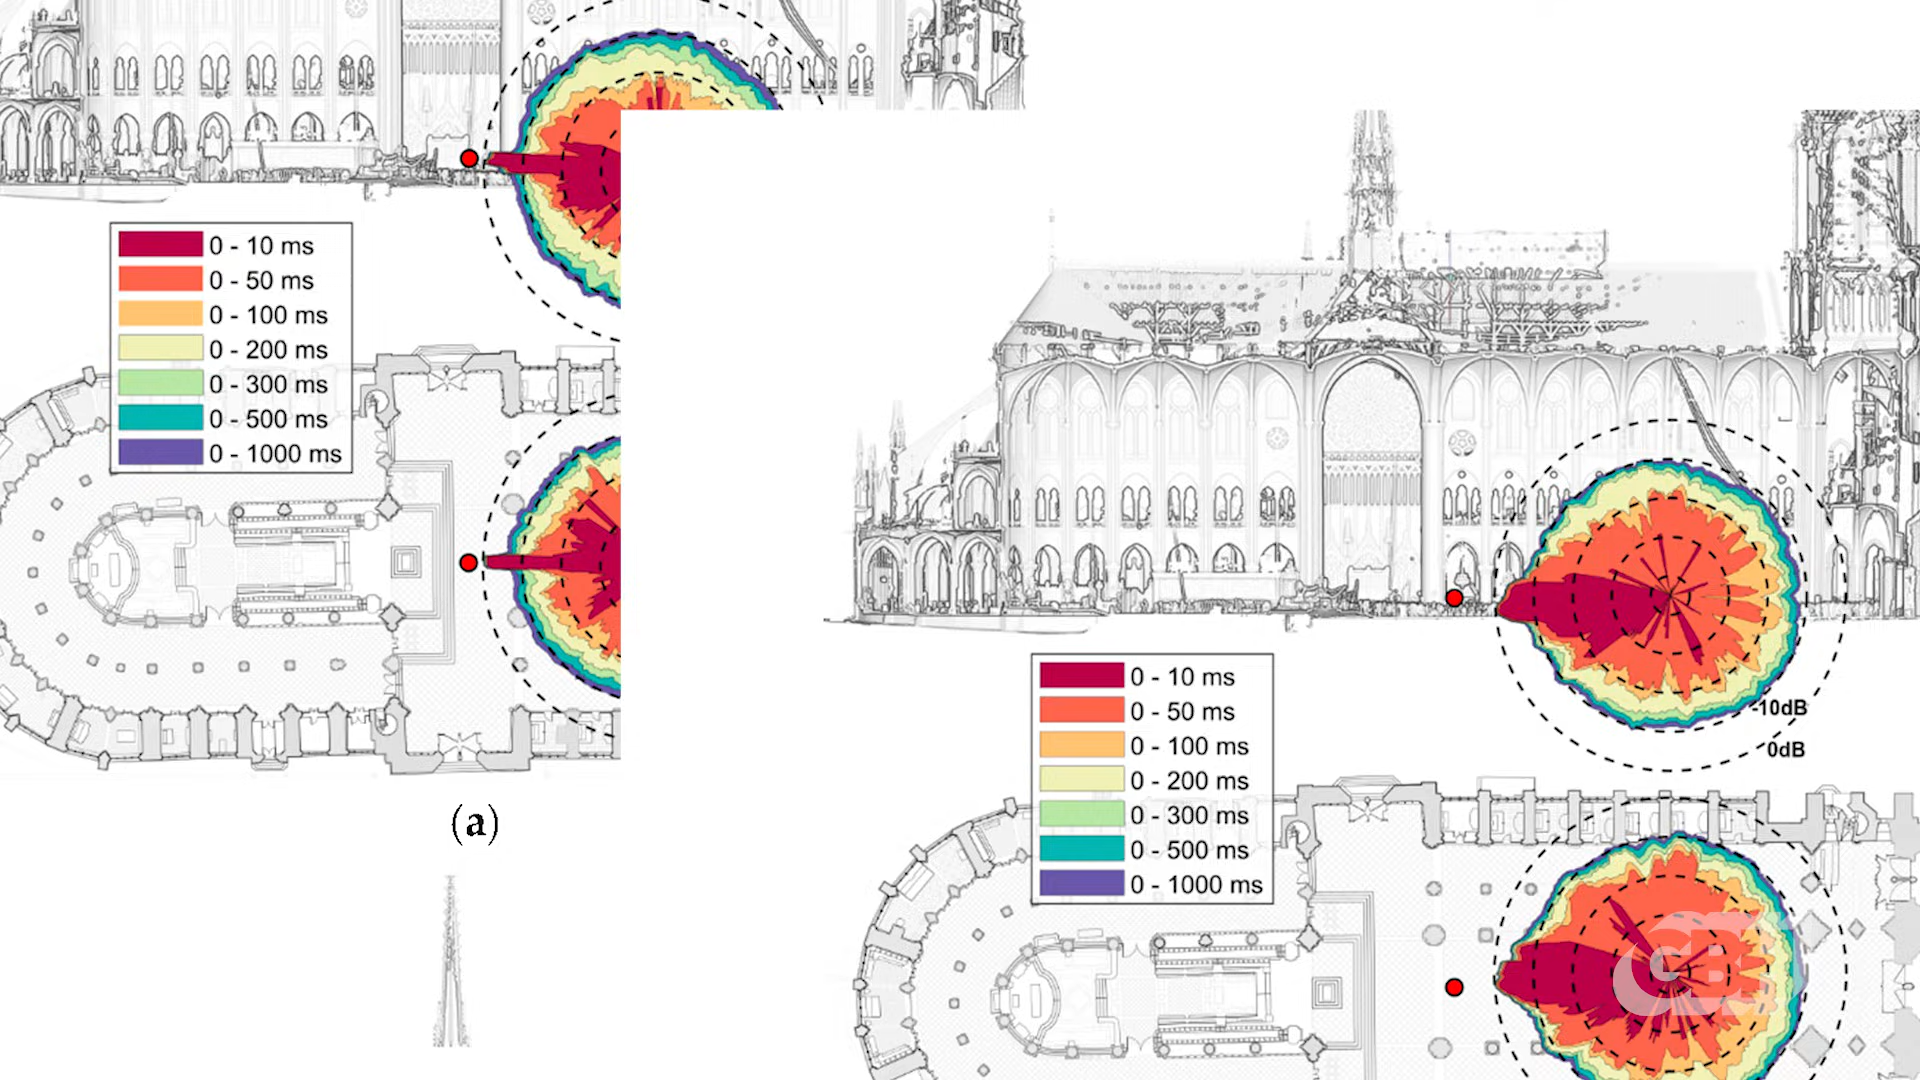 0 - 10 ms
0 - 50 ms
0 - 100 ms
0 - 200 ms
0 - 300 ms
0 - 500 ms
0 - 1000 ms
(a)
-10dB
0dB
0 - 10 ms
0 - 50 ms
0 - 100 ms
0 - 200 ms
0 - 300 ms
0 - 500 ms
0 - 1000 ms